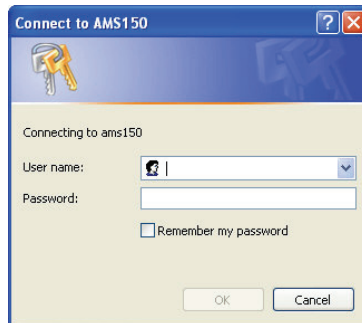 Connect to AMS150
Connecting to ams150
User name:
Password:
Remember my password
OK Cancel